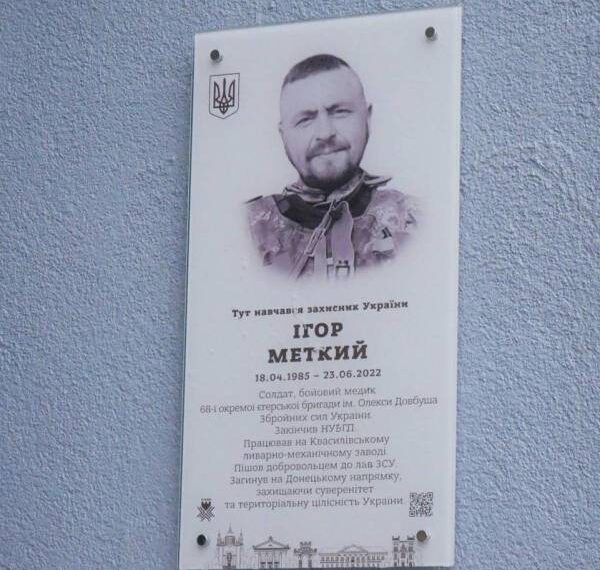 Тут навчався захисник України
ІГОР
МЕТКИЙ
18.04.1985 – 23.06.2022
Солдат, бойовий медик
68-ї окремої єгерської бригади ім. Олекси Довбуша
Збройних сил України.
Закінчив НУВГП.
Працював на Квасилівському
ливарно-механічному заводі.
Пішов добровольцем до лав ЗСУ.
Загинув на Донецькому напрямку,
захищаючи суверенітет
та територіальну цілісність України.